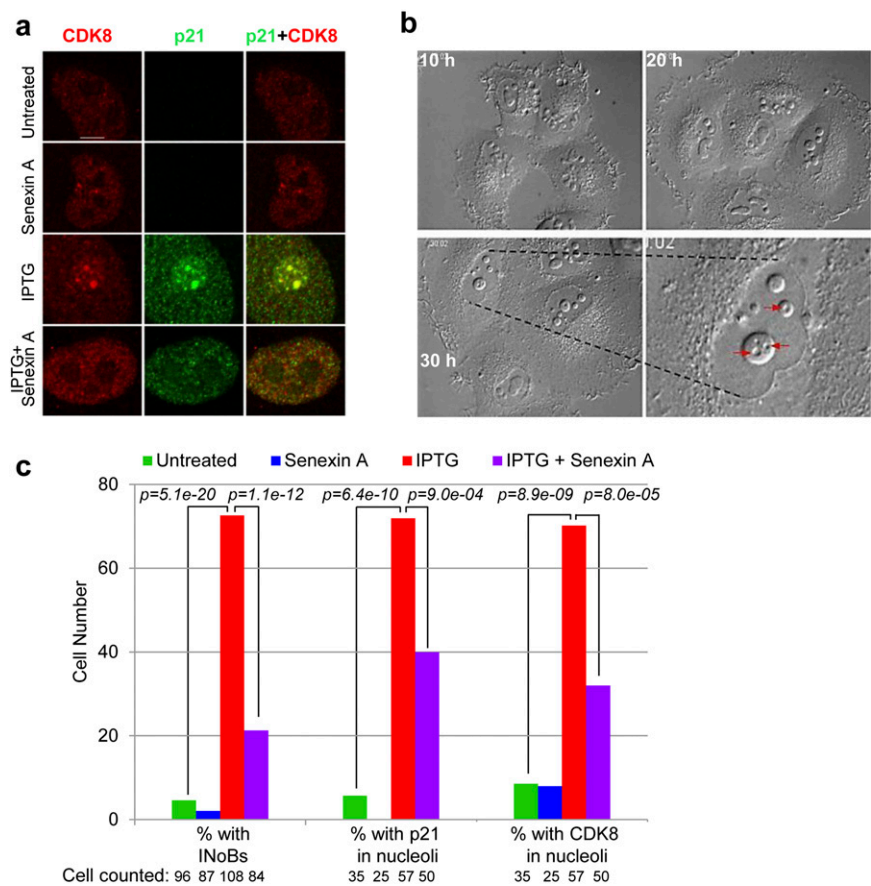 a
CDK8 p21 p21+CDK8
Untreated
Senexin A
IPTG
IPTG+
Senexin A
b
10 h
20 h
30 h
c
Untreated Senexin A IPTG IPTG + Senexin A
p=5.1e-20 p=1.1e-12 p=6.4e-10 p=9.0e-04 p=8.9e-09 p=8.0e-05
Cell Number
80
60
40
20
0
% with
INoBs
% with p21
in nucleoli
% with CDK8
in nucleoli
Cell counted: 96 87 108 84 35 25 57 50 35 25 57 50